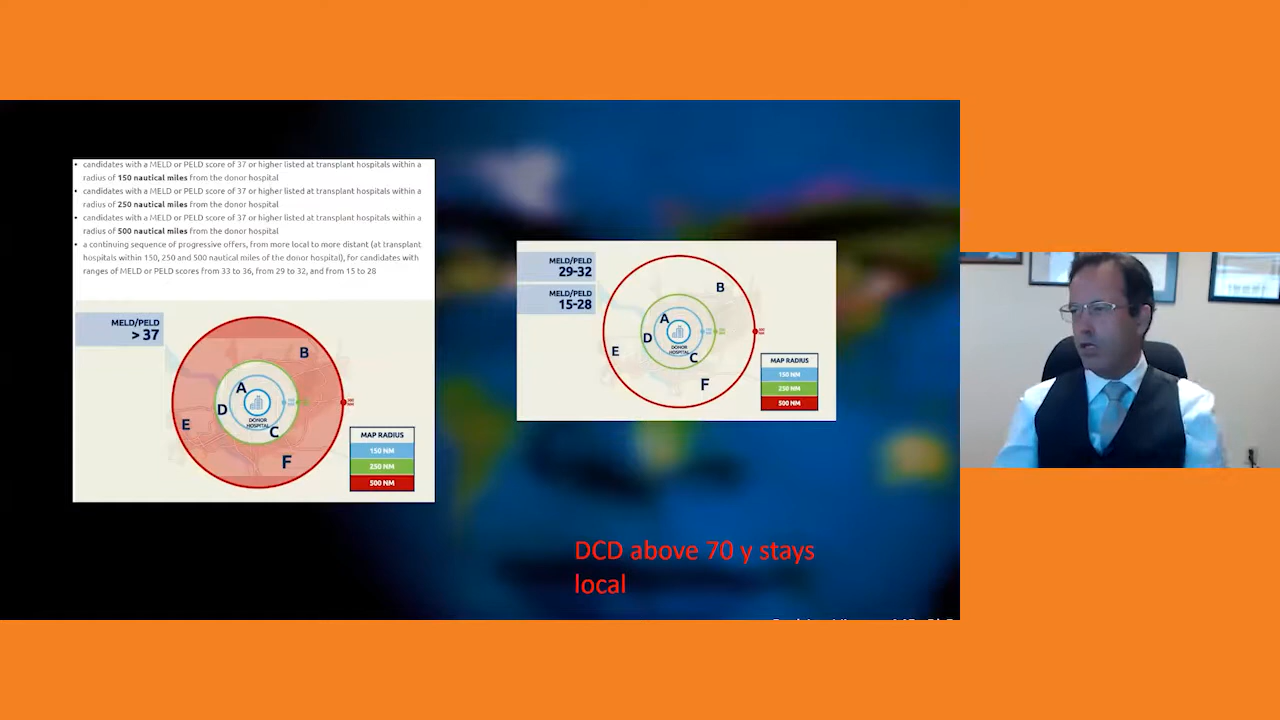 • candidates with a MELD or PELD score of 37 or higher listed at transplant hospitals within a
radius of 150 nautical miles from the donor hospital
• candidates with a MELD or PELD score of 37 or higher listed at transplant hospitals within a
radius of 250 nautical miles from the donor hospital
• candidates with a MELD or PELD score of 37 or higher listed at transplant hospitals within a
radius of 500 nautical miles from the donor hospital
• a continuing sequence of progressive offers, from more local to more distant (at transplant
hospitals within 150, 250 and 500 nautical miles of the donor hospital), for candidates with
ranges of MELD or PELD scores from 33 to 36, from 29 to 32, and from 15 to 28
MELD/PELD
> 37
B
A
D
DONOR
HOSPITAL
C
E
F
MAP RADIUS
150 NM
250 NM
500 NM
MELD/PELD
29-32
MELD/PELD
15-28
B
A
D
DONOR
HOSPITAL
C
E
F
MAP RADIUS
150 NM
250 NM
500 NM
DCD above 70 y stays
local